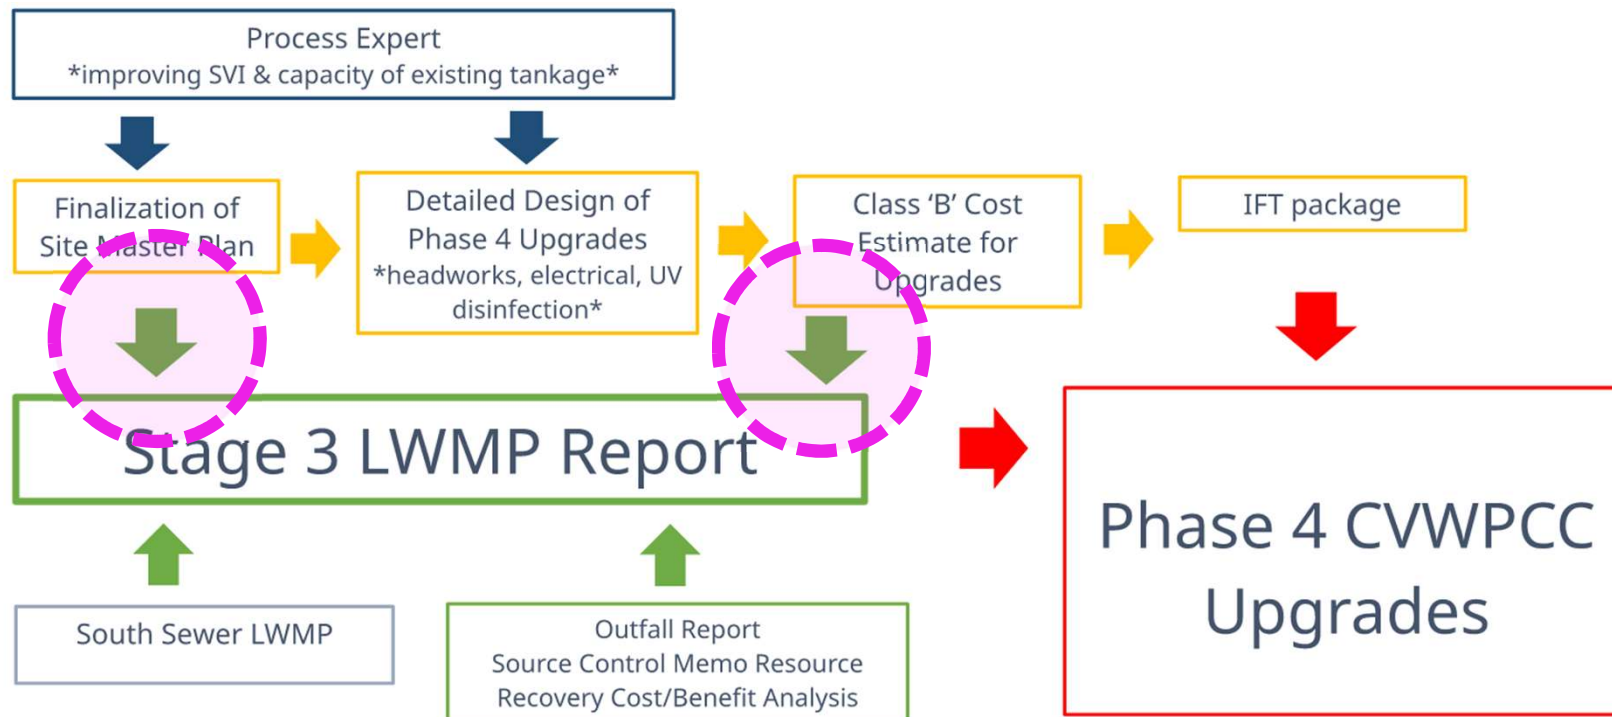 Process Expert
*improving SVI & capacity of existing tankage*
Finalization of
Site Master Plan
Detailed Design of
Phase 4 Upgrades
*headworks, electrical, UV
disinfection*
Class ‘B’ Cost
Estimate for
Upgrades
IFT package
Stage 3 LWMP Report
Phase 4 CVWPCC
Upgrades
South Sewer LWMP
Outfall Report
Source Control Memo Resource
Recovery Cost/Benefit Analysis